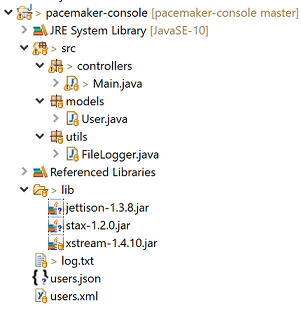 > pacemaker-console [pacemaker-console master]
JRE System Library [JavaSE-10]
> src
> controllers
> Main.java
models
User.java
utils
FileLogger.java
Referenced Libraries
> lib
jettison-1.3.8.jar
stax-1.2.0.jar
xstream-1.4.10.jar
> log.txt
users.json
users.xml